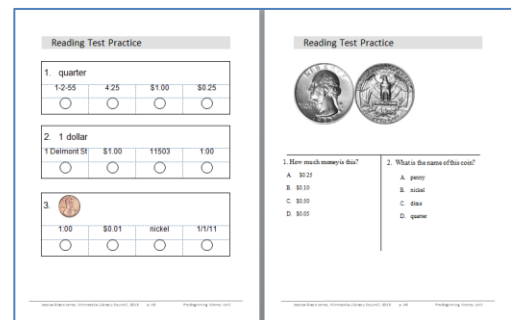 Reading Test Practice
1. quarter
1-2-55 4:25 $1.00 $0.25
2. 1 dollar
1 Delmont St $1.00 11503 1:00
3.
1:00 $0.01 nickel 1/1/11
Reading Test Practice
1. How much money is this?
A. $0.25
B. $0.10
C. $0.50
D. $0.05
2. What is the name of this coin?
A. penny
B. nickel
C. dime
D. quarter